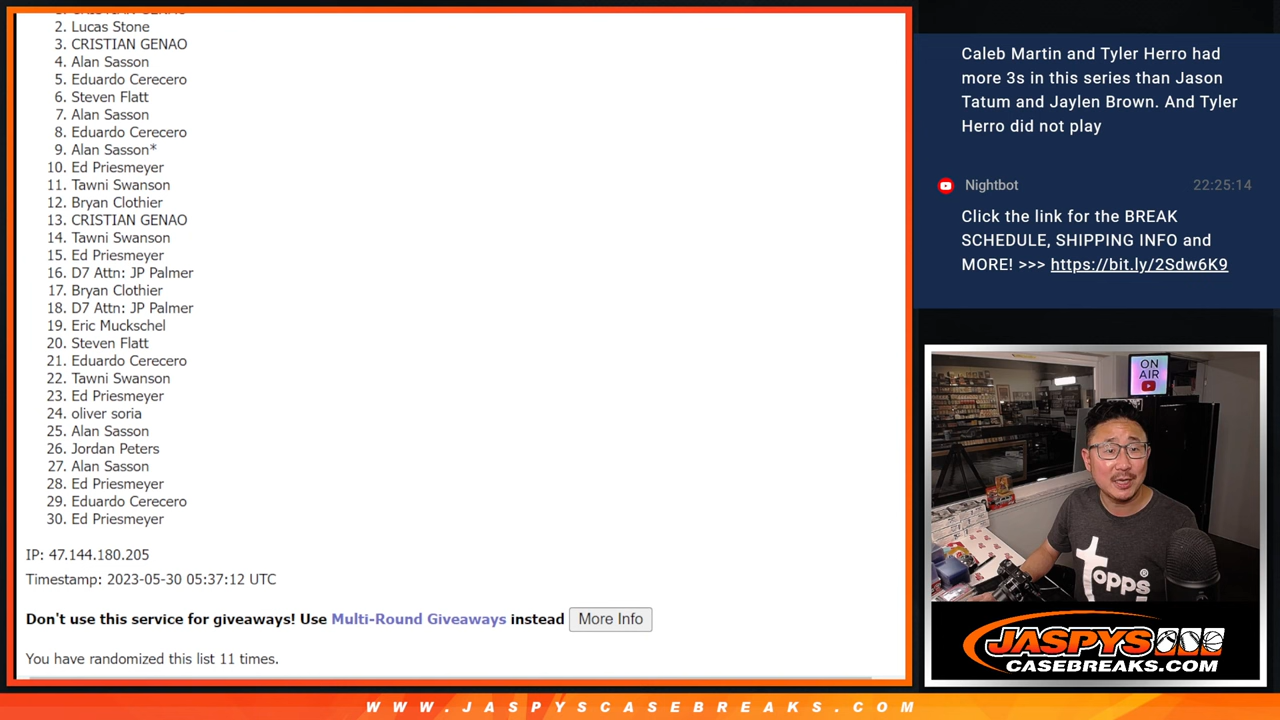 2. Lucas Stone
3. CRISTIAN GENAO
4. Alan Sasson
5. Eduardo Cerecero
6. Steven Flatt
7. Alan Sasson
8. Eduardo Cerecero
9. Alan Sasson*
10. Ed Priesmeyer
11. Tawni Swanson
12. Bryan Clothier
13. CRISTIAN GENAO
14. Tawni Swanson
15. Ed Priesmeyer
16. D7 Attn: JP Palmer
17. Bryan Clothier
18. D7 Attn: JP Palmer
19. Eric Muckschel
20. Steven Flatt
21. Eduardo Cerecero
22. Tawni Swanson
23. Ed Priesmeyer
24. oliver soria
25. Alan Sasson
26. Jordan Peters
27. Alan Sasson
28. Ed Priesmeyer
29. Eduardo Cerecero
30. Ed Priesmeyer
IP: 47.144.180.205
Timestamp: 2023-05-30 05:37:12 UTC
Don't use this service for giveaways! Use Multi-Round Giveaways instead More Info
You have randomized this list 11 times.
Caleb Martin and Tyler Herro had
more 3s in this series than Jason
Tatum and Jaylen Brown. And Tyler
Herro did not play
Nightbot 22:25:14
Click the link for the BREAK
SCHEDULE, SHIPPING INFO and
MORE! >>> https://bit.ly/2Sdw6K9
ON
AIR
topps
JASPYS
CASEBREAKS.COM
WWW.JASPYSCASEBREAKS.COM